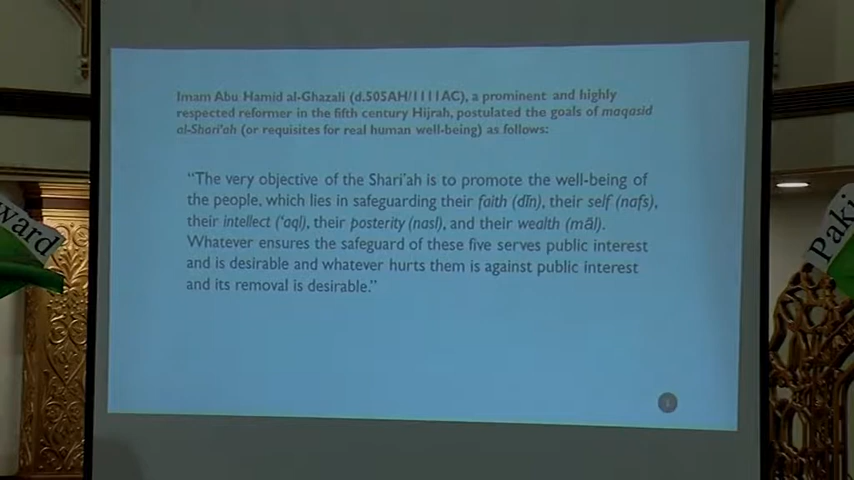 Imam Abu Hamid al-Ghazali (d.505AH/1111AC), a prominent and highly
respected reformer in the fifth century Hijrah, postulated the goals of maqasid
al-Shari'ah (or requisites for real human well-being) as follows:
"The very objective of the Shari'ah is to promote the well-being of
the people, which lies in safeguarding their faith (dīn), their self (nafs),
their intellect ('aql), their posterity (nasl), and their wealth (māl).
Whatever ensures the safeguard of these five serves public interest
and is desirable and whatever hurts them is against public interest
and its removal is desirable."
ward
Paki